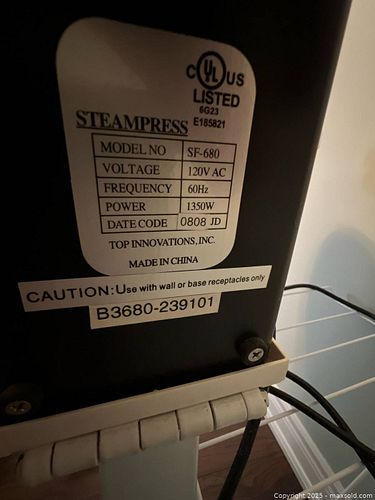 C UL US
LISTED
6G23
E185821
STEAMPRESS
MODEL NO SF-680
VOLTAGE 120V AC
FREQUENCY 60Hz
POWER 1350W
DATE CODE 0808 JD
TOP INNOVATIONS, INC.
MADE IN CHINA
CAUTION: Use with wall or base receptacles only
B3680-239101
Copyright 2025 - maxsold.com